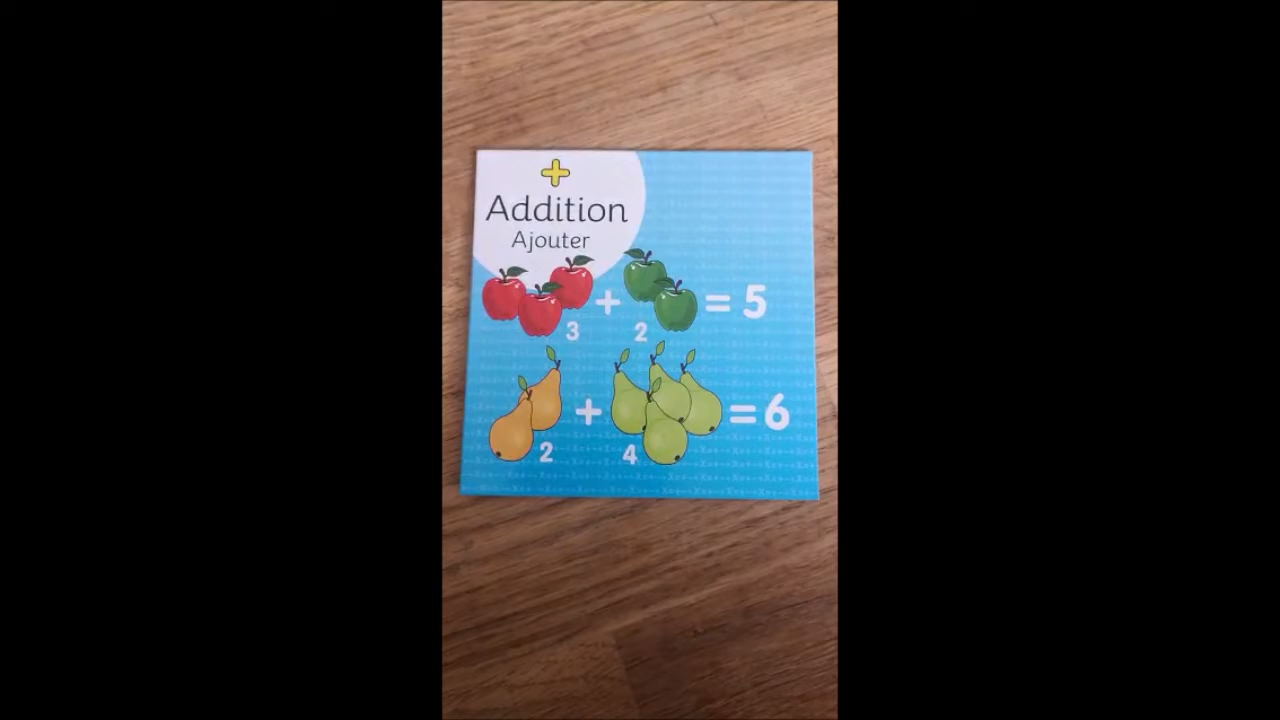 +
Addition
Ajouter
3 + 2 = 5
2 + 4 = 6